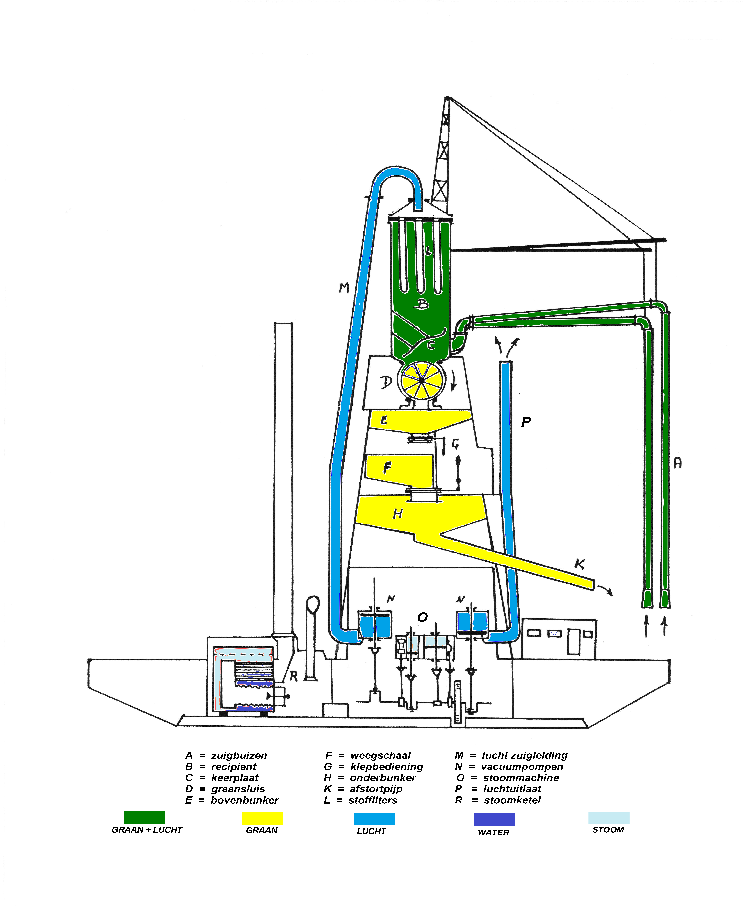 L
M
B
C
D
E
P
G
F
A
H
K
N
N
O
R
A = zuigbuizen
B = recipient
C = keerplaat
D = graansluis
E = bovenbunker
F = weegschaal
G = klepbediening
H = onderbunker
K = afstortpijp
L = stoffilters
M = lucht zuigleiding
N = vacuumpompen
O = stoommachine
P = luchtuitlaat
R = stoomketel
GRAAN + LUCHT
GRAAN
LUCHT
WATER
STOOM